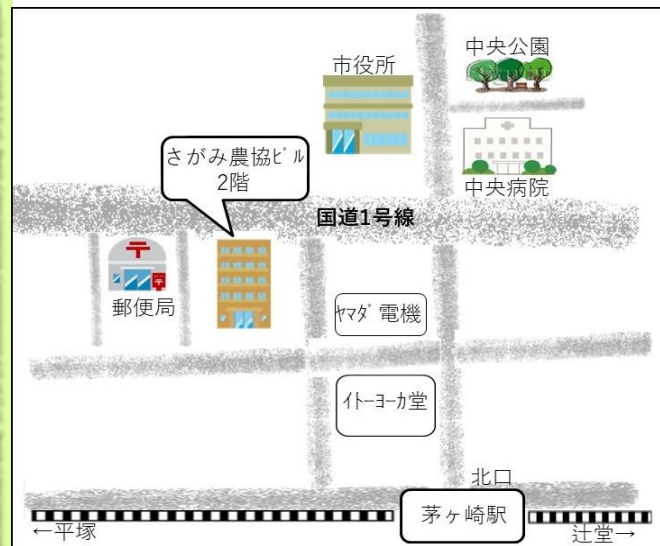 中央公園
市役所
さがみ農協ﾋﾞﾙ
2階
中央病院
国道1号線
〒
郵便局
ﾔﾏﾀﾞ電機
ｲﾄｰﾖｰｶ堂
北口
茅ヶ崎駅
←平塚
辻堂→